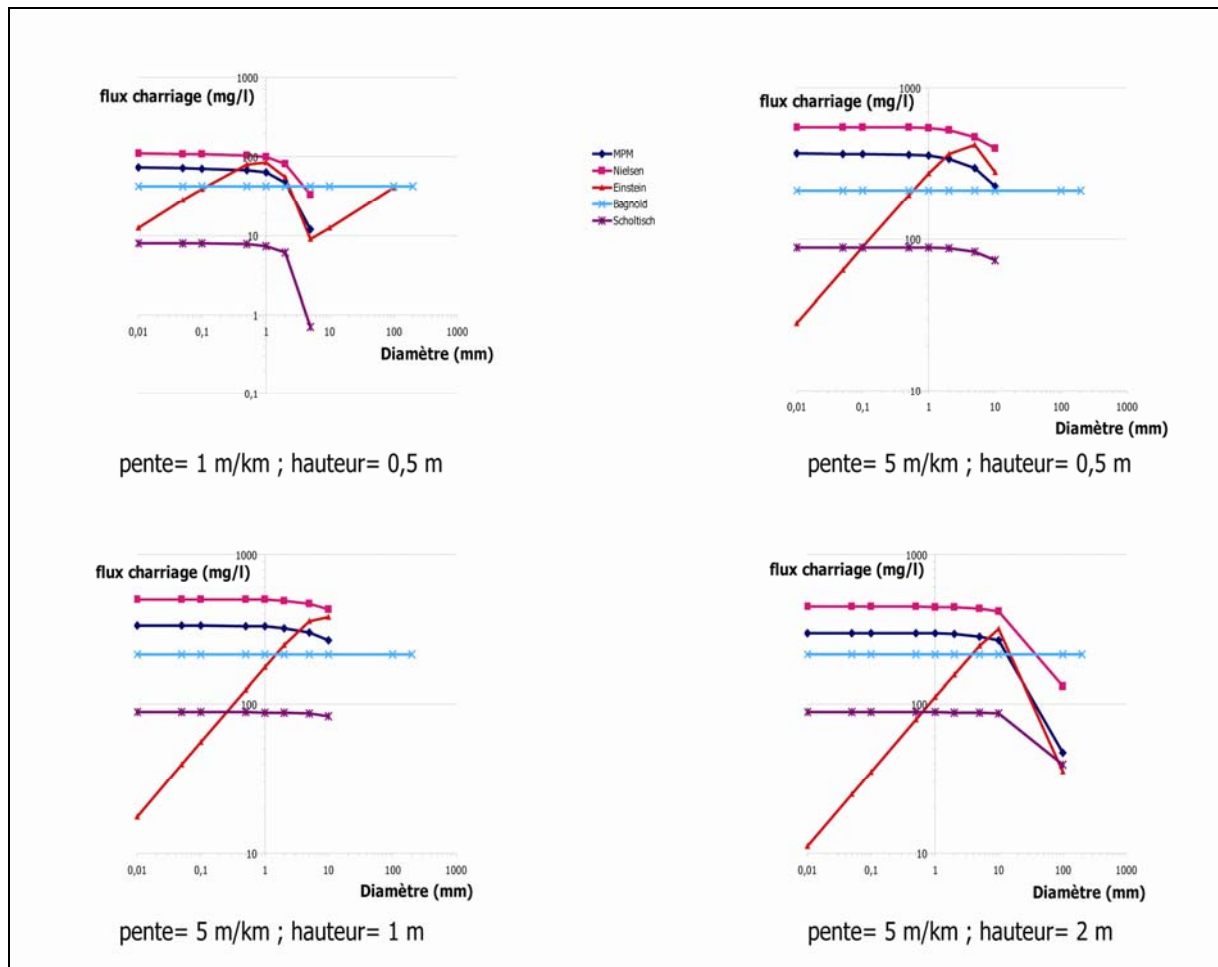 1000
flux charriage (mg/l)
100
10
1
0,01 0,1 1 10 100 1000
Diamètre (mm)
0,1
pente= 1 m/km ; hauteur= 0,5 m
MPM
Nielsen
Einstein
Bagnold
Scholtisch
1000
flux charriage (mg/l)
100
10
0,01 0,1 1 10 100 1000
Diamètre (mm)
pente= 5 m/km ; hauteur= 0,5 m
1000
flux charriage (mg/l)
100
10
0,01 0,1 1 10 100 1000
Diamètre (mm)
pente= 5 m/km ; hauteur= 1 m
1000
flux charriage (mg/l)
100
10
0,01 0,1 1 10 100 1000
Diamètre (mm)
pente= 5 m/km ; hauteur= 2 m